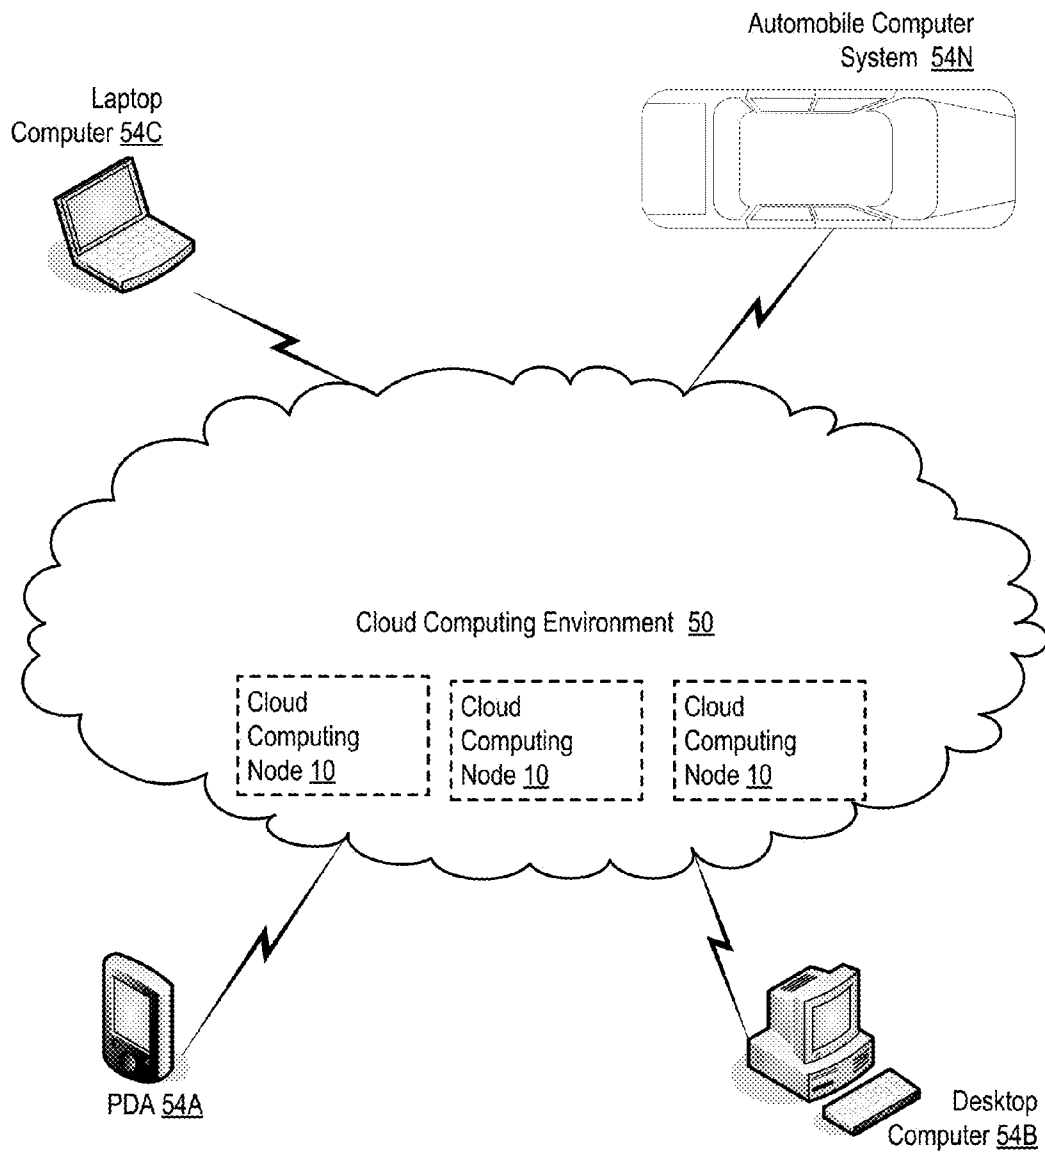 Automobile Computer
System 54N
Laptop
Computer 54C
Cloud Computing Environment 50
Cloud
Computing
Node 10
Cloud
Computing
Node 10
Cloud
Computing
Node 10
PDA 54A
Desktop
Computer 54B